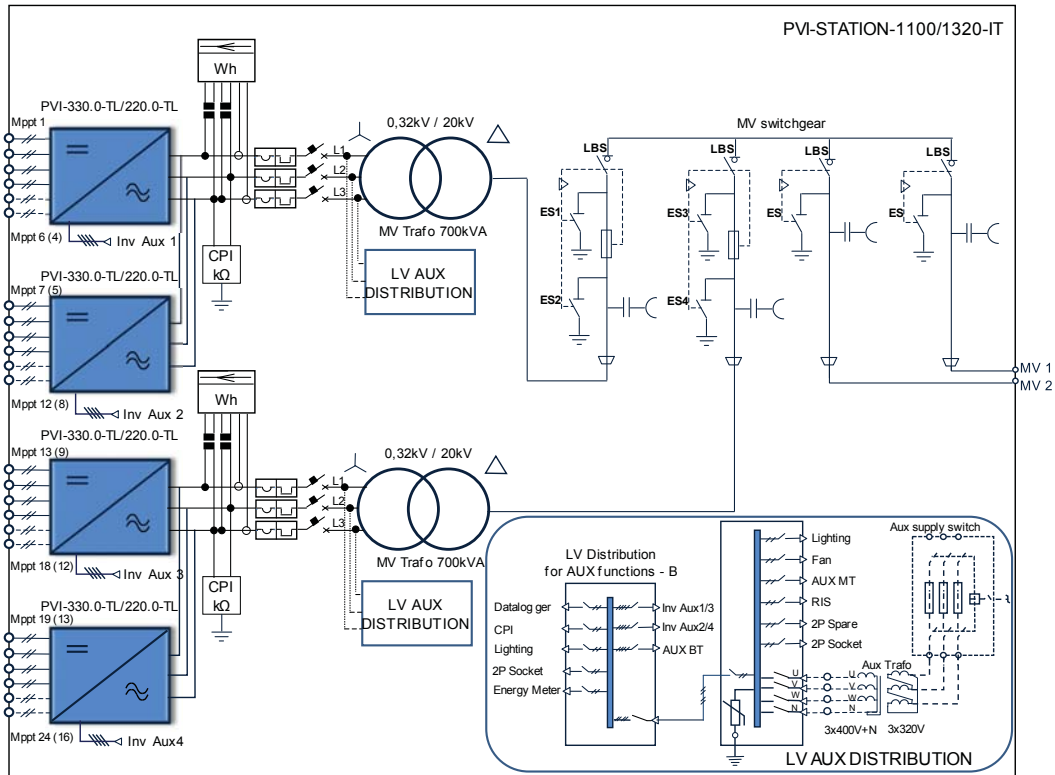 PVI-STATION-1100/1320-IT
Wh
PVI-330.0-TL/220.0-TL
Mppt 1
0,32kV / 20kV
L1
L2
L3
MV Trafo 700kVA
Mppt 6 (4)
Inv Aux 1
CPI
kΩ
LV AUX
DISTRIBUTION
MV switchgear
LBS
LBS
LBS
LBS
ES1
ES3
ES
ES
ES2
ES4
MV 1
MV 2
PVI-330.0-TL/220.0-TL
Mppt 7 (5)
Mppt 12 (8)
Inv Aux 2
Wh
PVI-330.0-TL/220.0-TL
Mppt 13 (9)
0,32kV / 20kV
L1
L2
L3
MV Trafo 700kVA
Mppt 18 (12)
Inv Aux 3
CPI
kΩ
LV AUX
DISTRIBUTION
PVI-330.0-TL/220.0-TL
Mppt 19 (13)
Mppt 24 (16)
Inv Aux4
LV Distribution
for AUX functions - B
Datalog ger
CPI
Lighting
2P Socket
Energy Meter
Inv Aux1/3
Inv Aux2/4
AUX BT
Lighting
Fan
AUX MT
RIS
2P Spare
2P Socket
U
V
W
N
Aux supply switch
Aux Trafo
U
V
W
N
3x400V+N
3x320V
LV AUX DISTRIBUTION